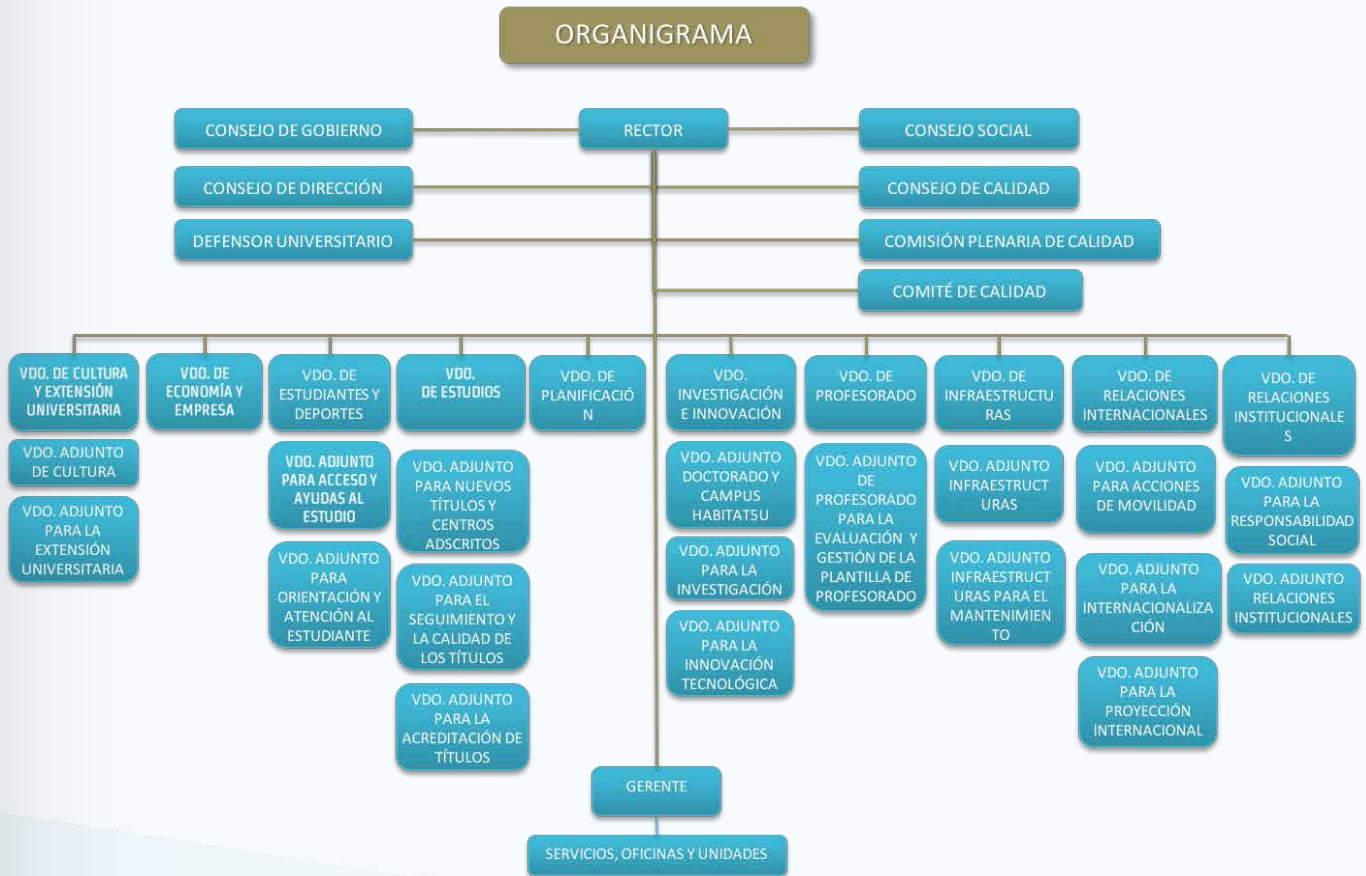 ORGANIGRAMA
CONSEJO DE GOBIERNO
RECTOR
CONSEJO SOCIAL
CONSEJO DE DIRECCIÓN
CONSEJO DE CALIDAD
DEFENSOR UNIVERSITARIO
COMISIÓN PLENARIA DE CALIDAD
COMITÉ DE CALIDAD
VDO. DE CULTURA
Y EXTENSIÓN
UNIVERSITARIA
VDO. ADJUNTO
DE CULTURA
VDO. ADJUNTO
PARA LA
EXTENSIÓN
UNIVERSITARIA
VDO. DE
ECONOMÍA Y
EMPRESA
VDO. DE
ESTUDIANTES Y
DEPORTES
VDO. ADJUNTO
PARA ACCESO Y
AYUDAS AL
ESTUDIO
VDO. ADJUNTO
PARA
ORIENTACIÓN Y
ATENCIÓN AL
ESTUDIANTE
VDO.
DE ESTUDIOS
VDO. ADJUNTO
PARA NUEVOS
TÍTULOS Y
CENTROS
ADSCRITOS
VDO. ADJUNTO
PARA EL
SEGUIMIENTO Y
LA CALIDAD DE
LOS TÍTULOS
VDO. ADJUNTO
PARA LA
ACREDITACIÓN DE
TÍTULOS
VDO. DE
PLANIFICACIÓ
N
VDO.
INVESTIGACIÓN
E INNOVACIÓN
VDO. ADJUNTO
DOCTORADO Y
CAMPUS
HABITAT5U
VDO. ADJUNTO
PARA LA
INVESTIGACIÓN
VDO. ADJUNTO
PARA LA
INNOVACIÓN
TECNOLÓGICA
VDO. DE
PROFESORADO
VDO. ADJUNTO
DE
PROFESORADO
PARA LA
EVALUACIÓN Y
GESTIÓN DE LA
PLANTILLA DE
PROFESORADO
VDO. DE
INFRAESTRUCTU
RAS
VDO. ADJUNTO
INFRAESTRUCT
URAS
VDO. ADJUNTO
INFRAESTRUCT
URAS PARA EL
MANTENIMIEN
TO
VDO. DE
RELACIONES
INTERNACIONALES
VDO. ADJUNTO
PARA ACCIONES
DE MOVILIDAD
VDO. ADJUNTO
PARA LA
INTERNACIONALIZA
CIÓN
VDO. ADJUNTO
PARA LA
PROYECCIÓN
INTERNACIONAL
VDO. DE
RELACIONES
INSTITUCIONALE
S
VDO. ADJUNTO
PARA LA
RESPONSABILIDAD
SOCIAL
VDO. ADJUNTO
RELACIONES
INSTITUCIONALES
GERENTE
SERVICIOS, OFICINAS Y UNIDADES